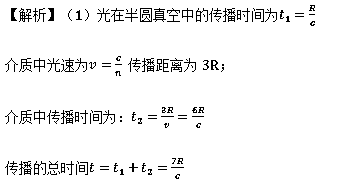 【解析】（1）光在半圆真空中的传播时间为t₁=R/c
介质中光速为v=c/n 传播距离为 3R；
介质中传播时间为：t₂=3R/v=6R/c
传播的总时间t=t₁+t₂=7R/c